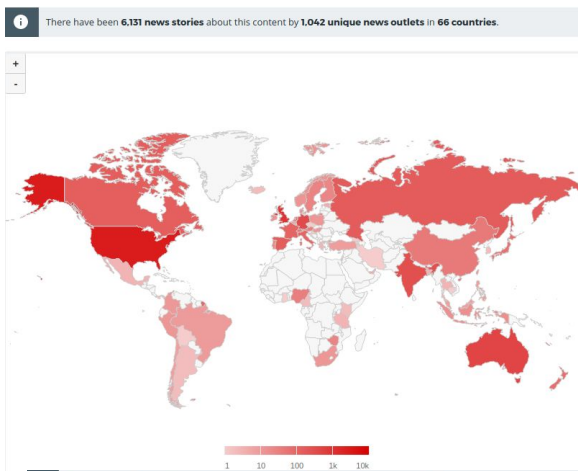 There have been 6,131 news stories about this content by 1,042 unique news outlets in 66 countries.
+
-
1 10 100 1k 10k